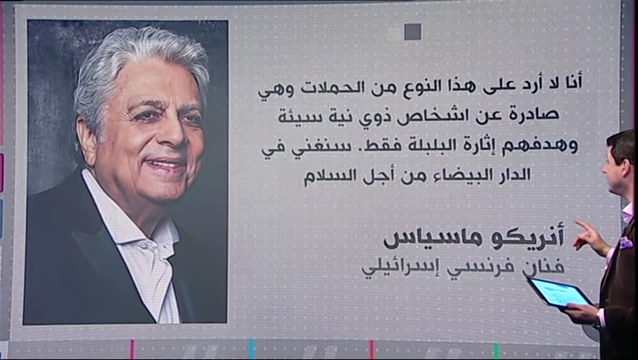 أنا لا أرد على هذا النوع من الحملات وهي
صادرة عن اشخاص ذوي نية سيئة
وهدفهم إثارة البلبلة فقط. سنغني في
الدار البيضاء من أجل السلام
أنريكو ماسياس
فنان فرنسي إسرائيلي